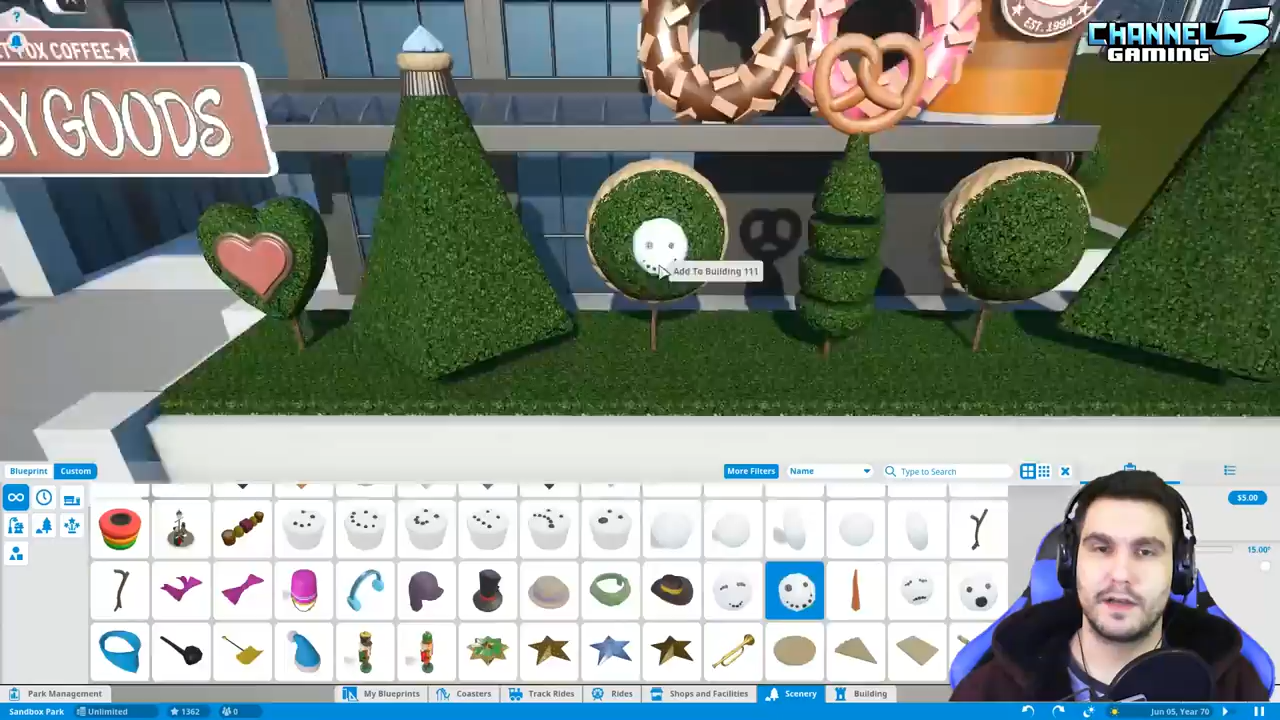 CHANNEL 5
GAMING
EST. 1994
FOX COFFEE
GOODS
Add To Building 111
Blueprint
Custom
More Filters
Name
Type to Search
$5.00
15.00°
Park Management
My Blueprints
Coasters
Track Rides
Rides
Shops and Facilities
Scenery
Building
Sandbox Park
Unlimited
1362
0
Jun 05, Year 70